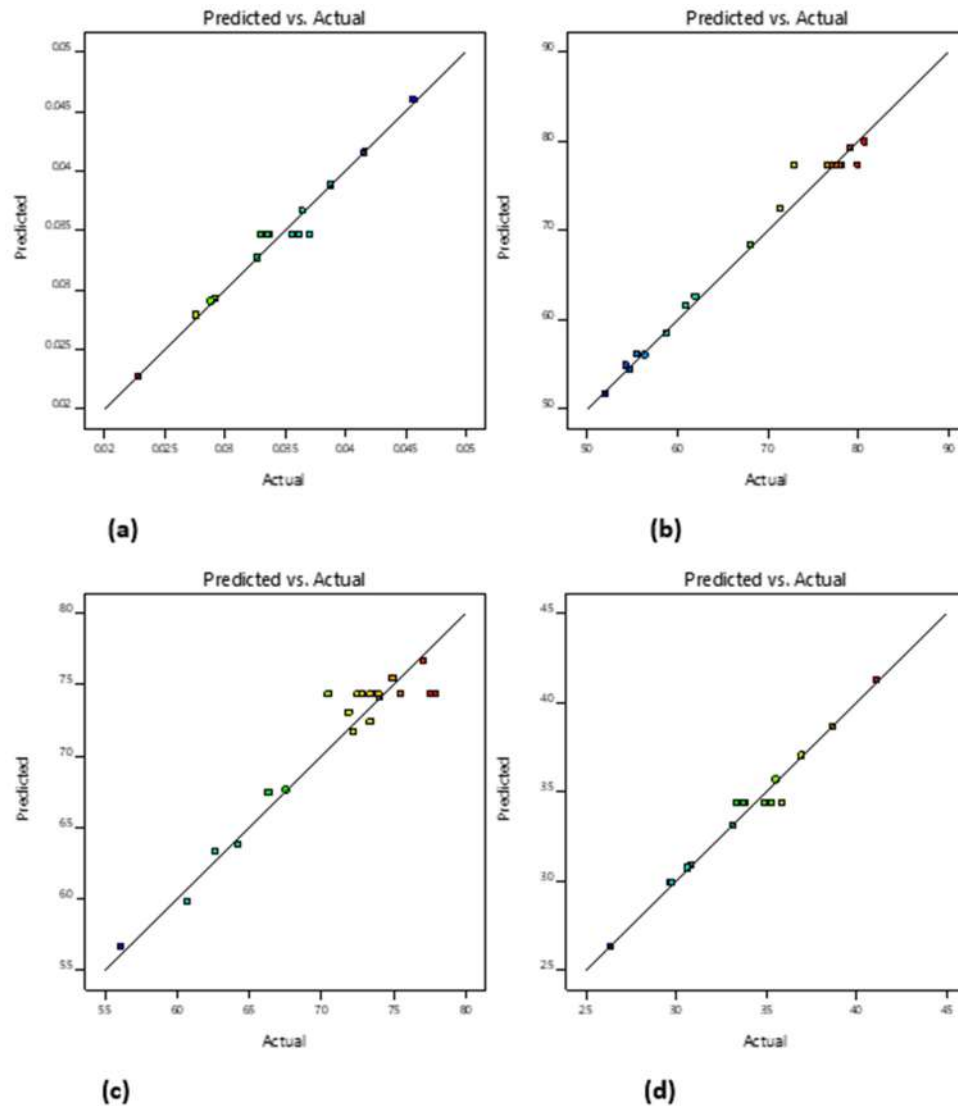 Predicted vs. Actual
Predicted vs. Actual
0.05
0.045
0.04
0.035
0.03
0.025
0.02
Predicted
0.02 0.025 0.03 0.035 0.04 0.045 0.05
Actual
(a)
90
80
70
60
50
Predicted
50 60 70 80 90
Actual
(b)
Predicted vs. Actual
Predicted vs. Actual
80
75
70
65
60
55
Predicted
55 60 65 70 75 80
Actual
(c)
45
40
35
30
25
Predicted
25 30 35 40 45
Actual
(d)